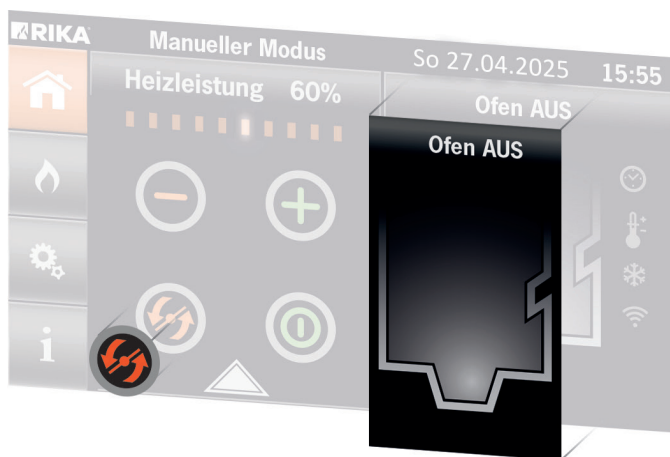 RIKA
Manueller Modus
So 27.04.2025 15:55
Heizleistung 60%
Ofen AUS
Ofen AUS
i